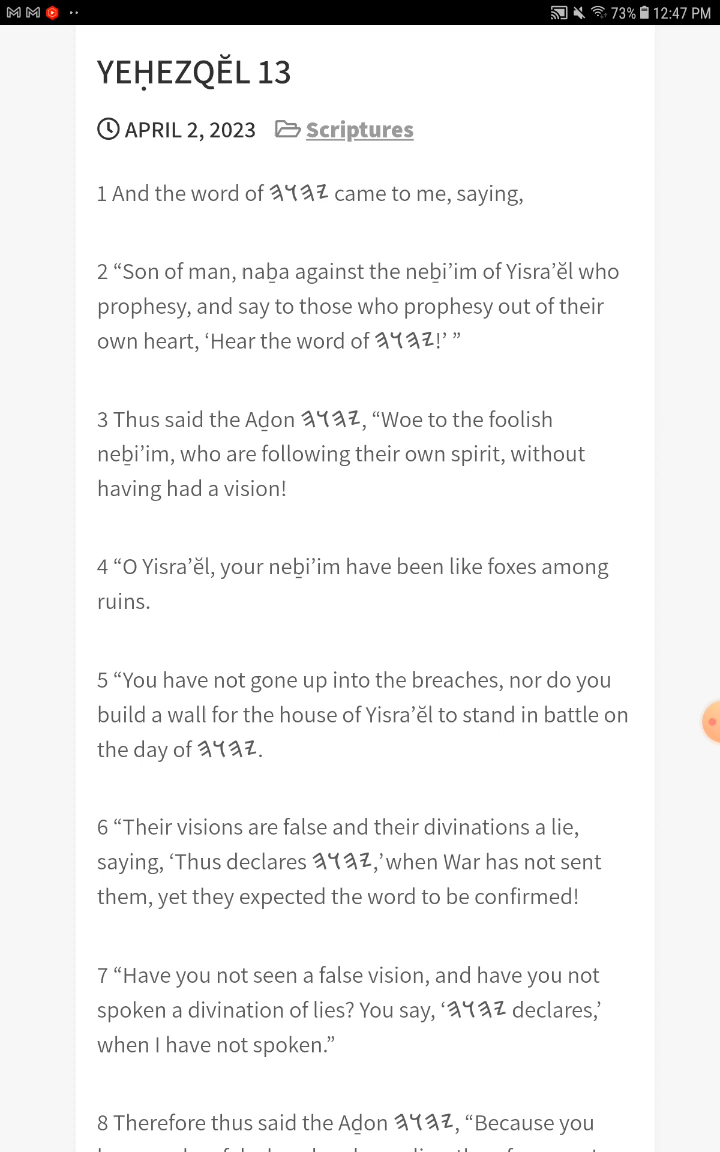 73% 12:47 PM
YEḤEZQĔL 13
APRIL 2, 2023 Scriptures
1 And the word of 𐤉𐤄𐤅𐤄 came to me, saying,
2 “Son of man, naḇa against the neḇi’im of Yisra’ĕl who
prophesy, and say to those who prophesy out of their
own heart, ‘Hear the word of 𐤉𐤄𐤅𐤄!’ ”
3 Thus said the Aḏon 𐤉𐤄𐤅𐤄, “Woe to the foolish
neḇi’im, who are following their own spirit, without
having had a vision!
4 “O Yisra’ĕl, your neḇi’im have been like foxes among
ruins.
5 “You have not gone up into the breaches, nor do you
build a wall for the house of Yisra’ĕl to stand in battle on
the day of 𐤉𐤄𐤅𐤄.
6 “Their visions are false and their divinations a lie,
saying, ‘Thus declares 𐤉𐤄𐤅𐤄,’when War has not sent
them, yet they expected the word to be confirmed!
7 “Have you not seen a false vision, and have you not
spoken a divination of lies? You say, ‘𐤉𐤄𐤅𐤄 declares,’
when I have not spoken.”
8 Therefore thus said the Aḏon 𐤉𐤄𐤅𐤄, “Because you